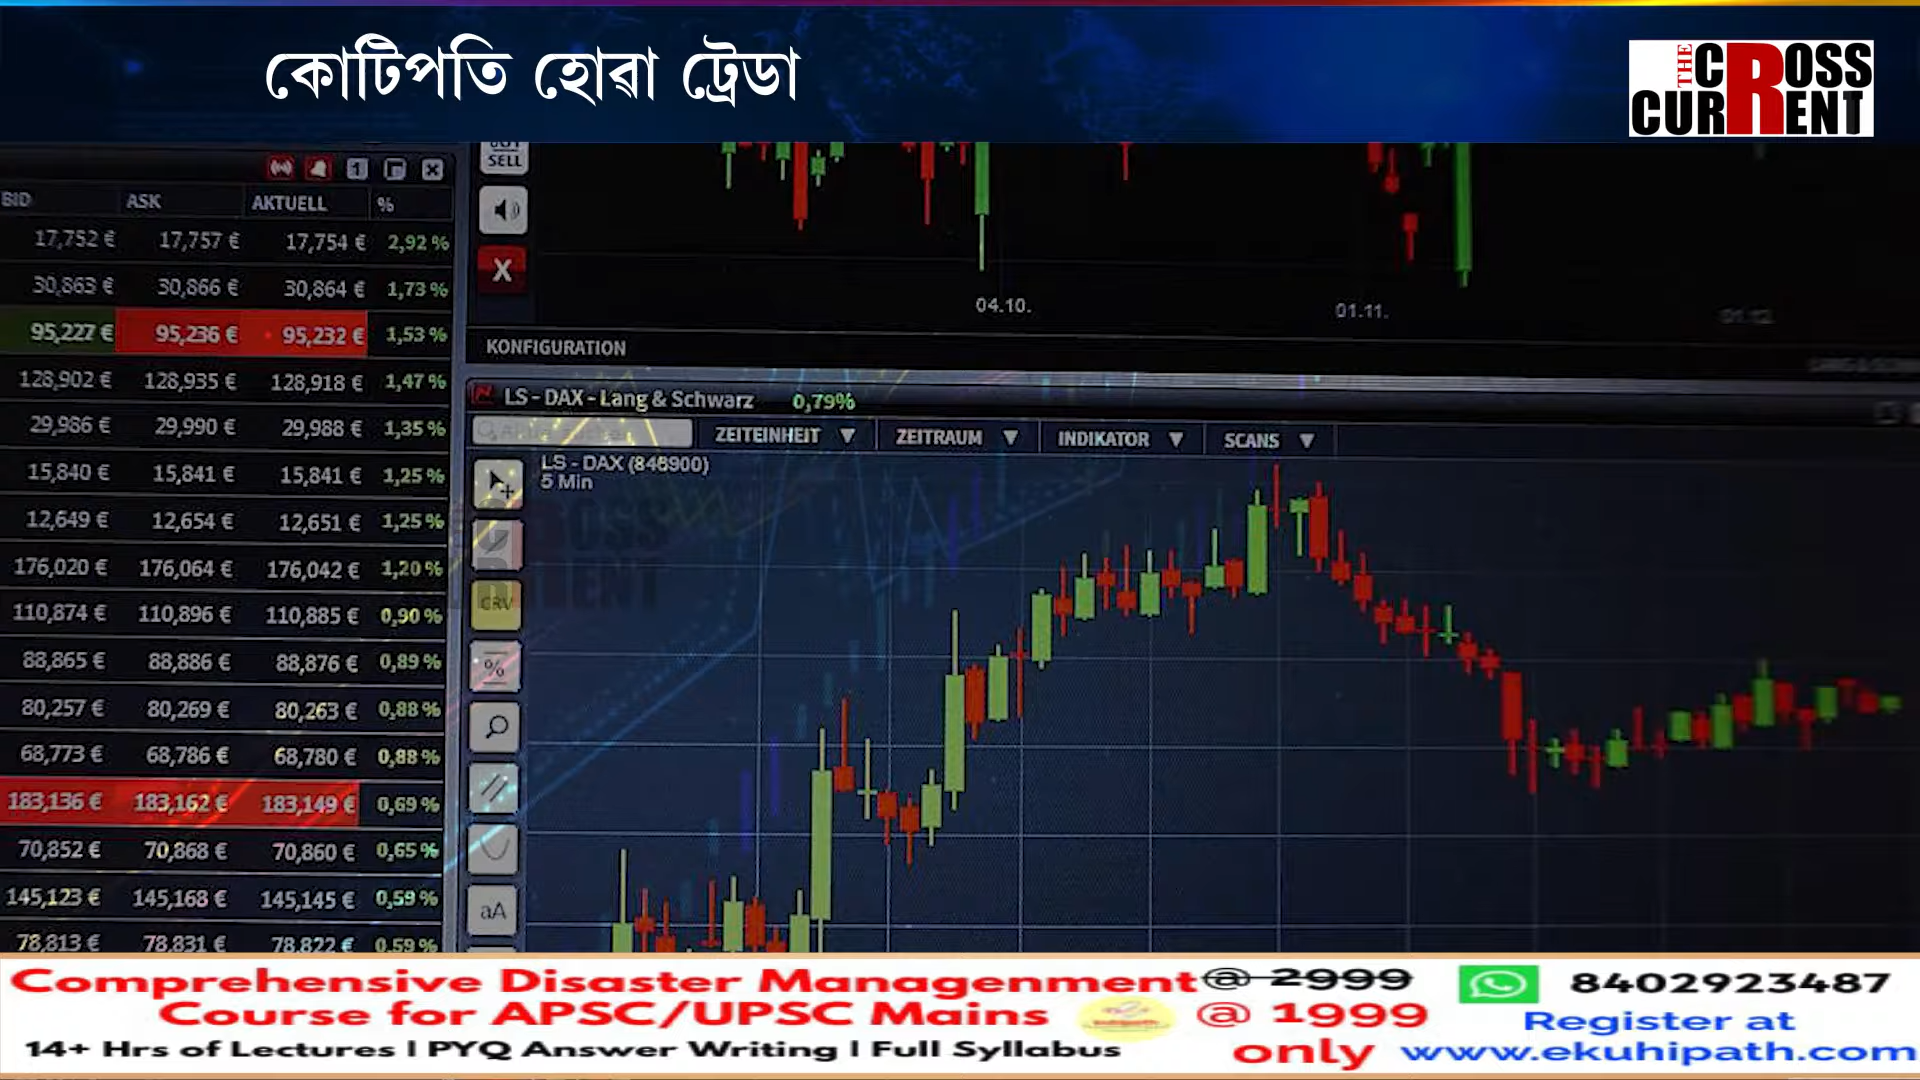 কোটিপতি হোৱা ট্ৰেডা
THE CROSS CURRENT
BID ASK AKTUELL %
17,752 € 17,757 € 17,754 € 2,92 %
30,863 € 30,866 € 30,864 € 1,73 %
95,227 € 95,236 € 95,232 € 1,53 %
128,902 € 128,935 € 128,918 € 1,47 %
29,986 € 29,990 € 29,988 € 1,35 %
15,840 € 15,841 € 15,841 € 1,25 %
12,649 € 12,654 € 12,651 € 1,25 %
176,020 € 176,064 € 176,042 € 1,20 %
110,874 € 110,896 € 110,885 € 0,90 %
88,865 € 88,886 € 88,876 € 0,89 %
80,257 € 80,269 € 80,263 € 0,88 %
68,773 € 68,786 € 68,780 € 0,88 %
183,136 € 183,162 € 183,149 € 0,69 %
70,852 € 70,868 € 70,860 € 0,65 %
145,123 € 145,168 € 145,145 € 0,59 %
78,813 € 78,831 € 78,822 € 0,59 %
SELL
X
04.10. 01.11. 01.12.
KONFIGURATION
LS - DAX - Lang & Schwarz 0,79%
ZEITEINHEIT ZEITRAUM INDIKATOR SCANS
LS - DAX (846900)
5 Min
CRV
%
aA
Comprehensive Disaster Managenment @ 2999
Course for APSC/UPSC Mains @ 1999
14+ Hrs of Lectures | PYQ Answer Writing | Full Syllabus only
8402923487
Register at
www.ekuhipath.com